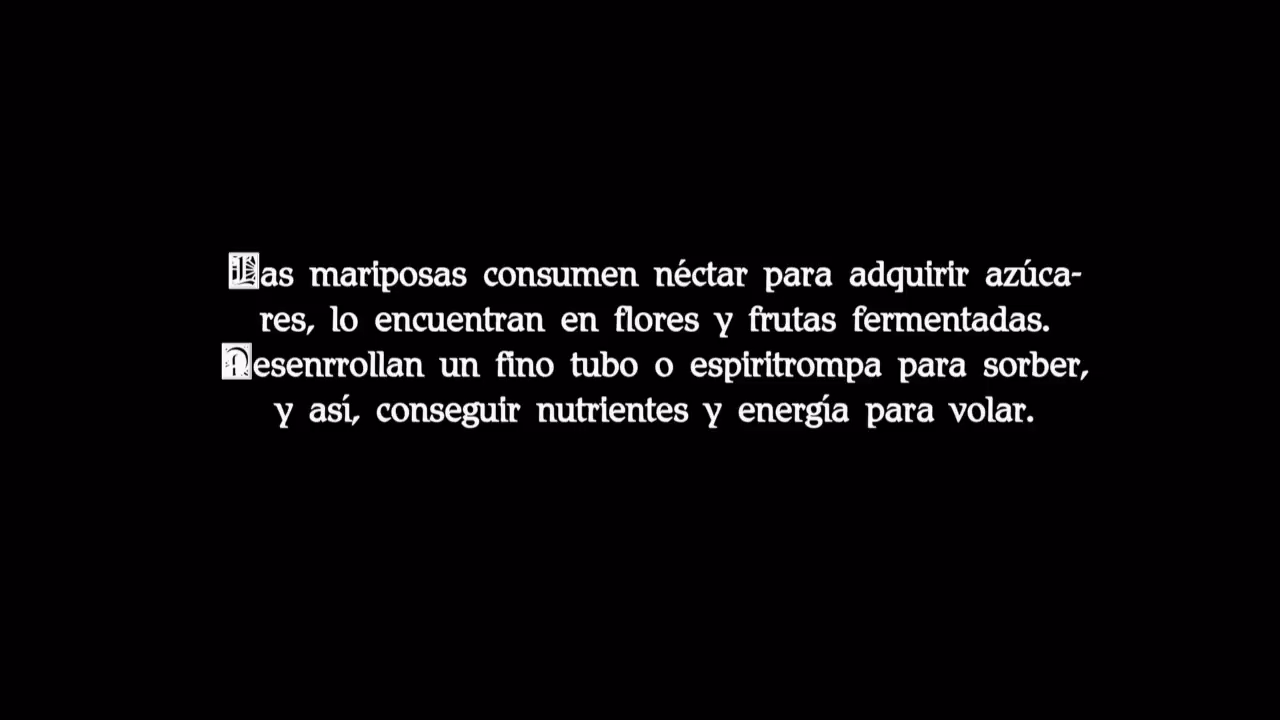 Las mariposas consumen néctar para adquirir azúca-
res, lo encuentran en flores y frutas fermentadas.
Desenrrollan un fino tubo o espiritrompa para sorber,
y así, conseguir nutrientes y energía para volar.